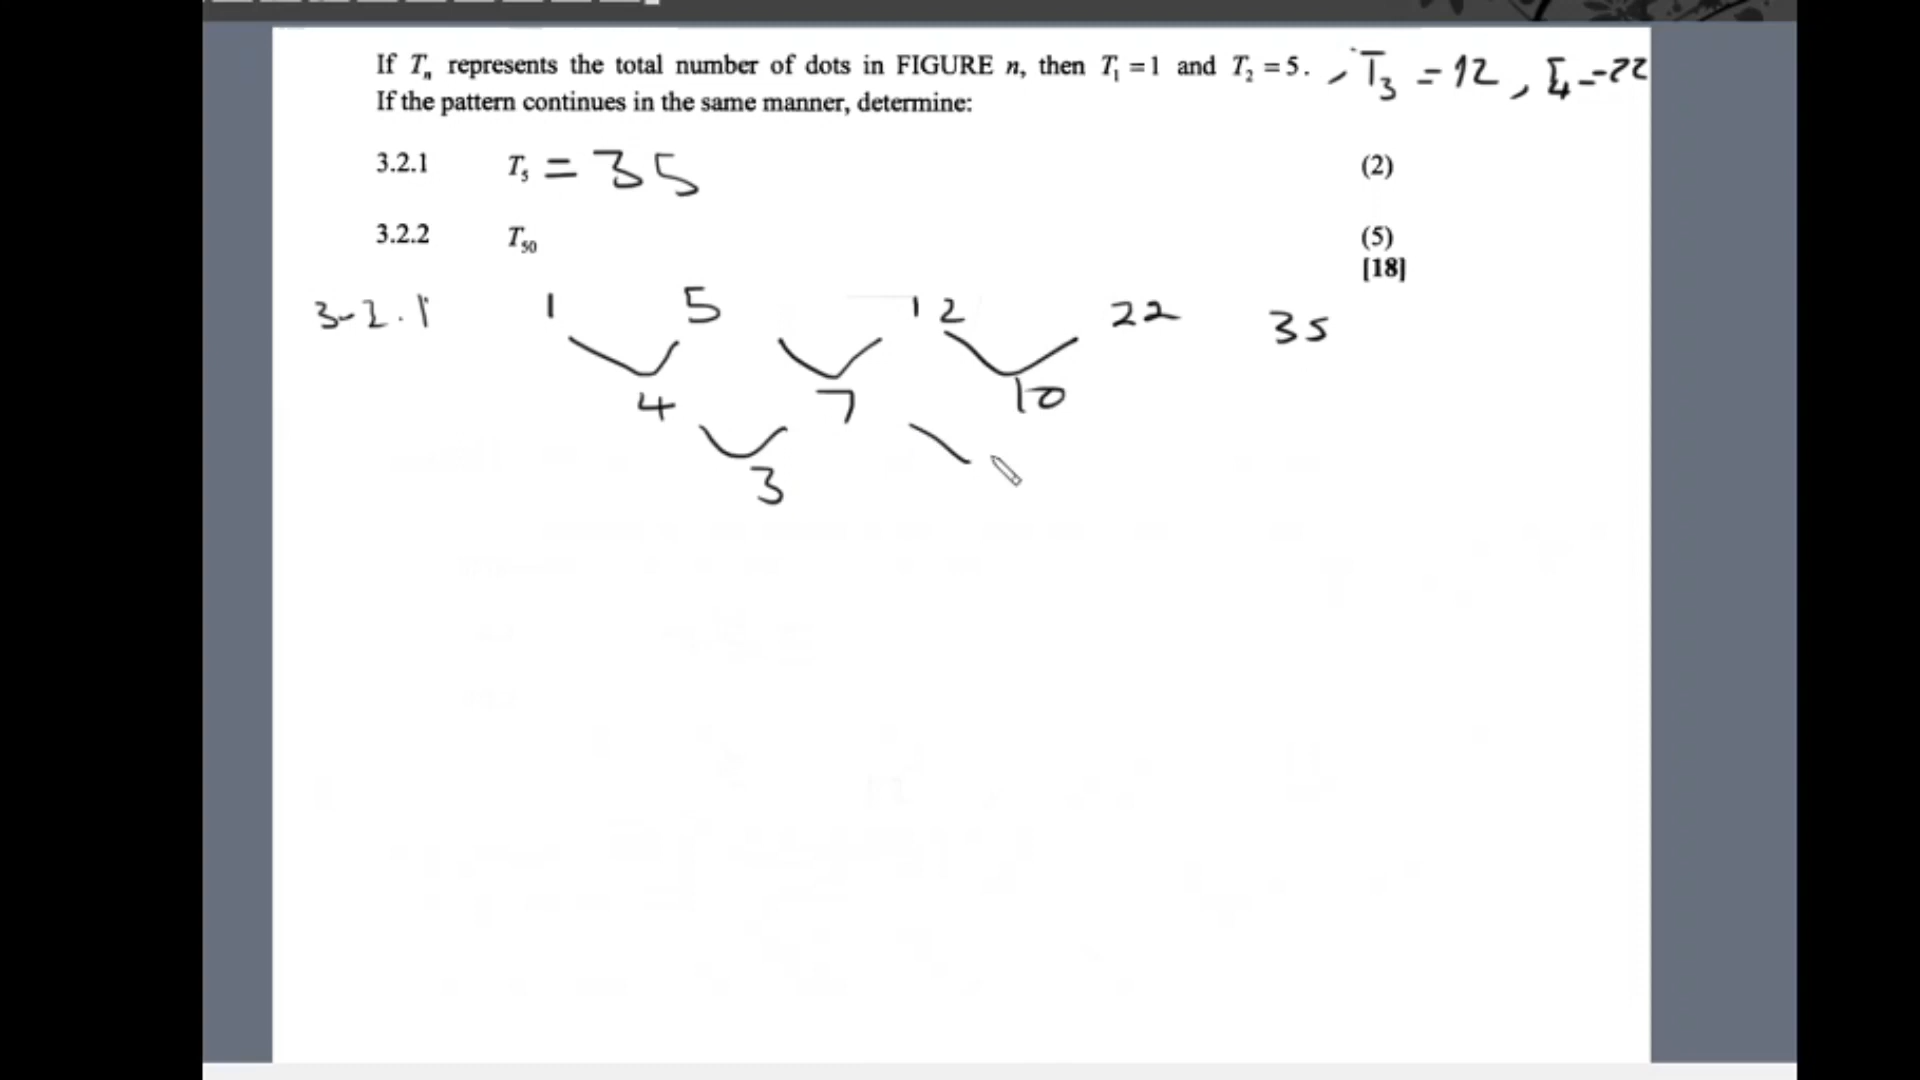 If Tₙ represents the total number of dots in FIGURE n, then T₁ = 1 and T₂ = 5. , T₃ = 12 , T₄ = 22
If the pattern continues in the same manner, determine:
3.2.1 T₅ = 35 (2)
3.2.2 T₅₀ (5)
[18]
3-2.1 1 5 12 22 35
4 7 10
3